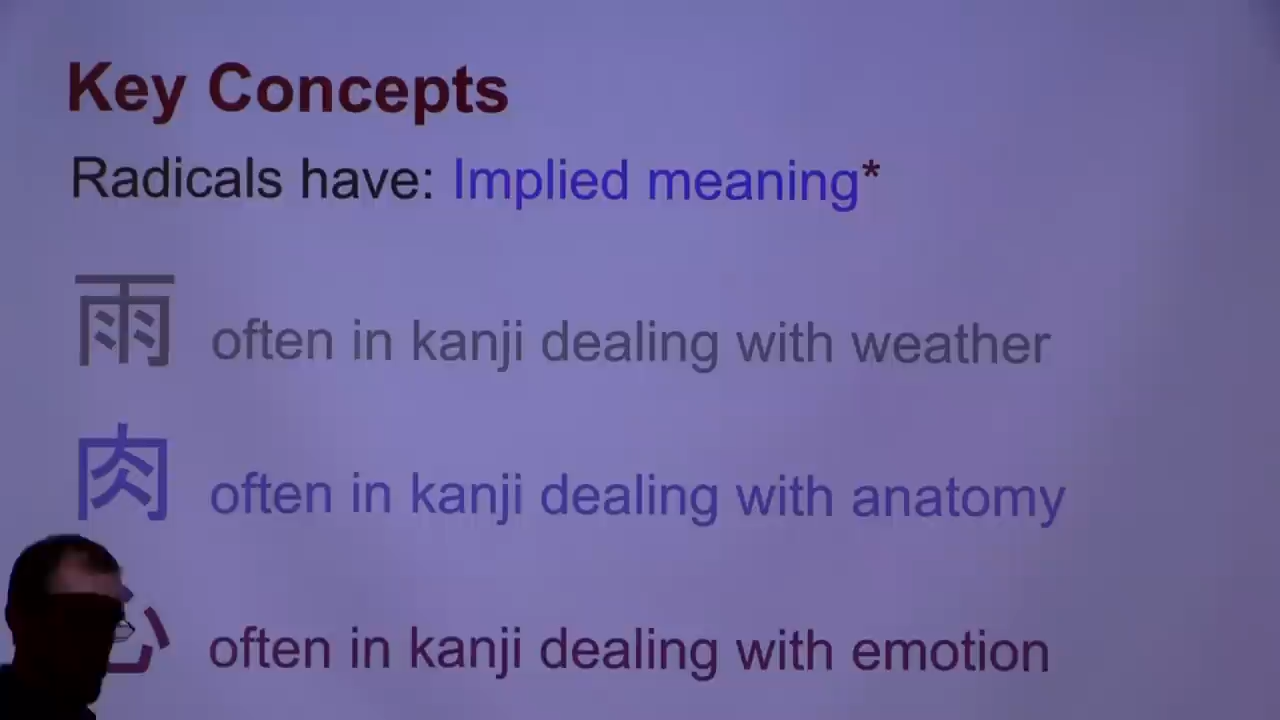 Key Concepts
Radicals have: Implied meaning*
雨 often in kanji dealing with weather
肉 often in kanji dealing with anatomy
often in kanji dealing with emotion